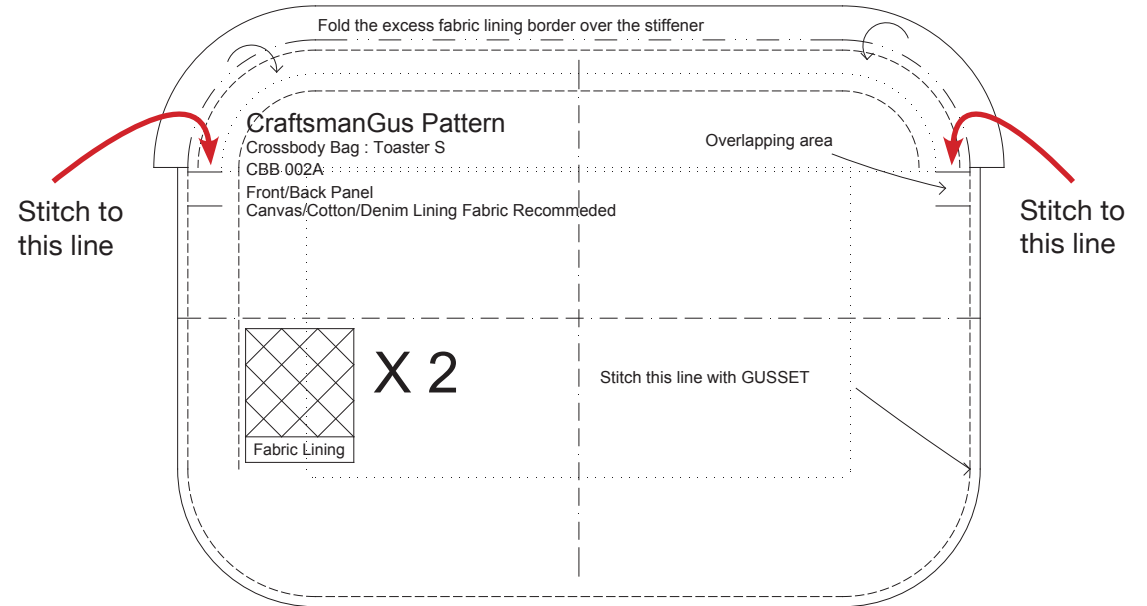 Fold the excess fabric lining border over the stiffener
CraftsmanGus Pattern
Crossbody Bag : Toaster S
CBB 002A
Front/Back Panel
Canvas/Cotton/Denim Lining Fabric Recommeded
Overlapping area
Stitch to
this line
Stitch to
this line
X 2
Stitch this line with GUSSET
Fabric Lining